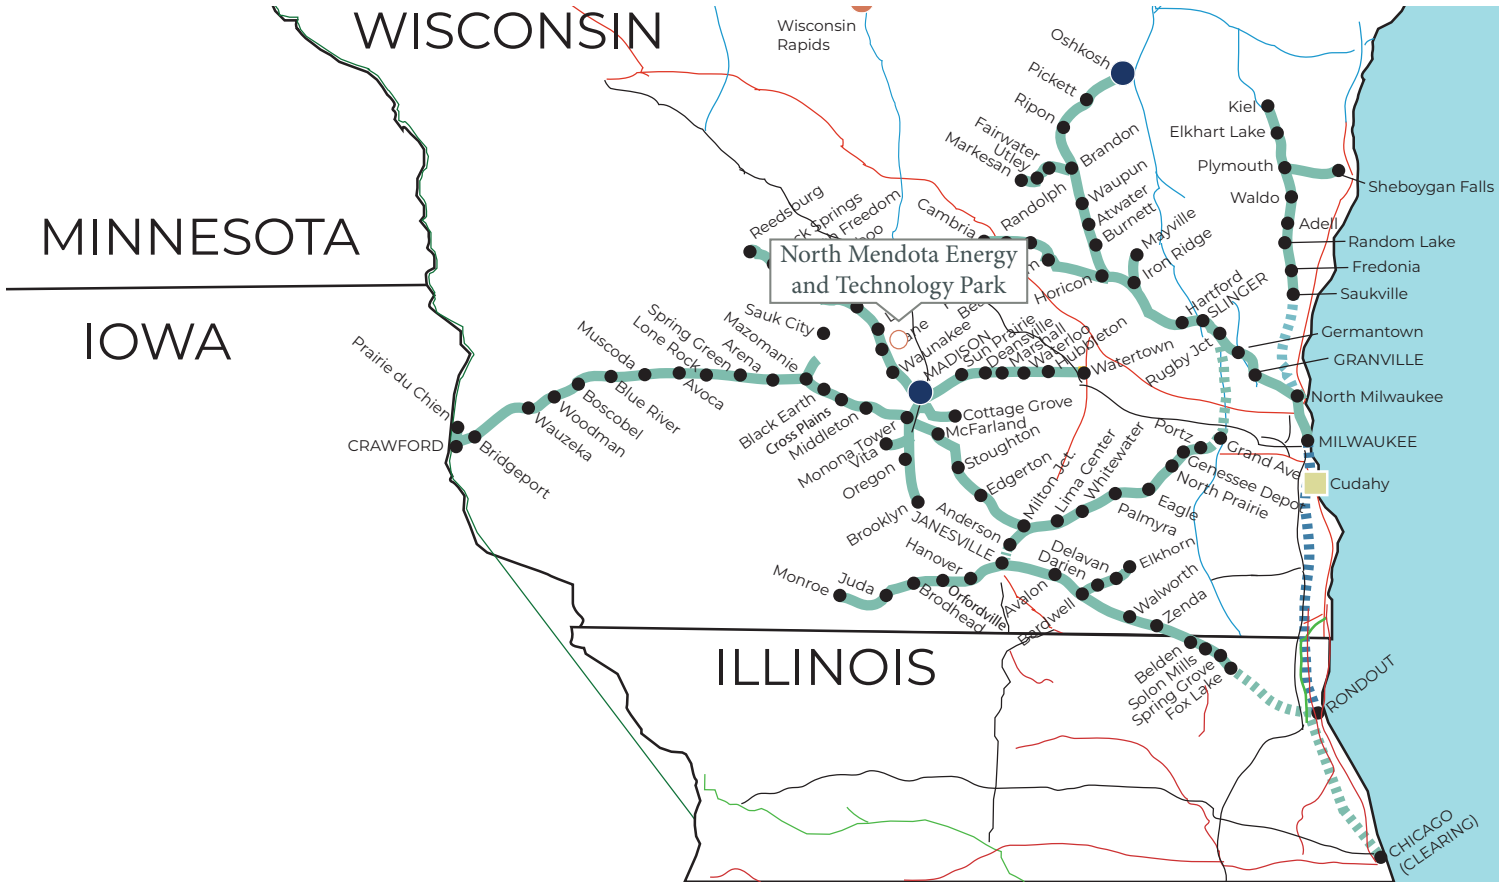 WISCONSIN
Wisconsin
Rapids
Oshkosh
Pickett
Ripon
Fairwater
Utley
Markesan
Brandon
Waupun
Atwater
Burnett
Randolph
Cambria
Mayville
Iron Ridge
Horicon
Hartford
SLINGER
Rugby Jct
Kiel
Elkhart Lake
Plymouth
Sheboygan Falls
Waldo
Adell
Random Lake
Fredonia
Saukville
Germantown
GRANVILLE
North Milwaukee
MILWAUKEE
Cudahy
MINNESOTA
IOWA
Reedsburg
Springs
Freedom
North Mendota Energy
and Technology Park
Sauk City
Waunakee
MADISON
Sun Prairie
Deansville
Marshall
Waterloo
Hubbleton
Watertown
Mazomanie
Arena
Spring Green
Lone Rock
Avoca
Muscoda
Blue River
Boscobel
Woodman
Wauzeka
Prairie du Chien
CRAWFORD
Bridgeport
Black Earth
Cross Plains
Middleton
Cottage Grove
McFarland
Monona Tower
Vita
Oregon
Brooklyn
Stoughton
Edgerton
Milton Jct
Lima Center
Whitewater
Palmyra
Eagle
North Prairie
Genessee Depot
Portz
Grand Ave
Anderson
JANESVILLE
Hanover
Orfordville
Brodhead
Juda
Monroe
Avalon
Darien
Delavan
Elkhorn
Bardwell
Walworth
Zenda
ILLINOIS
Belden
Solon Mills
Spring Grove
Fox Lake
RONDOUT
CHICAGO
(CLEARING)